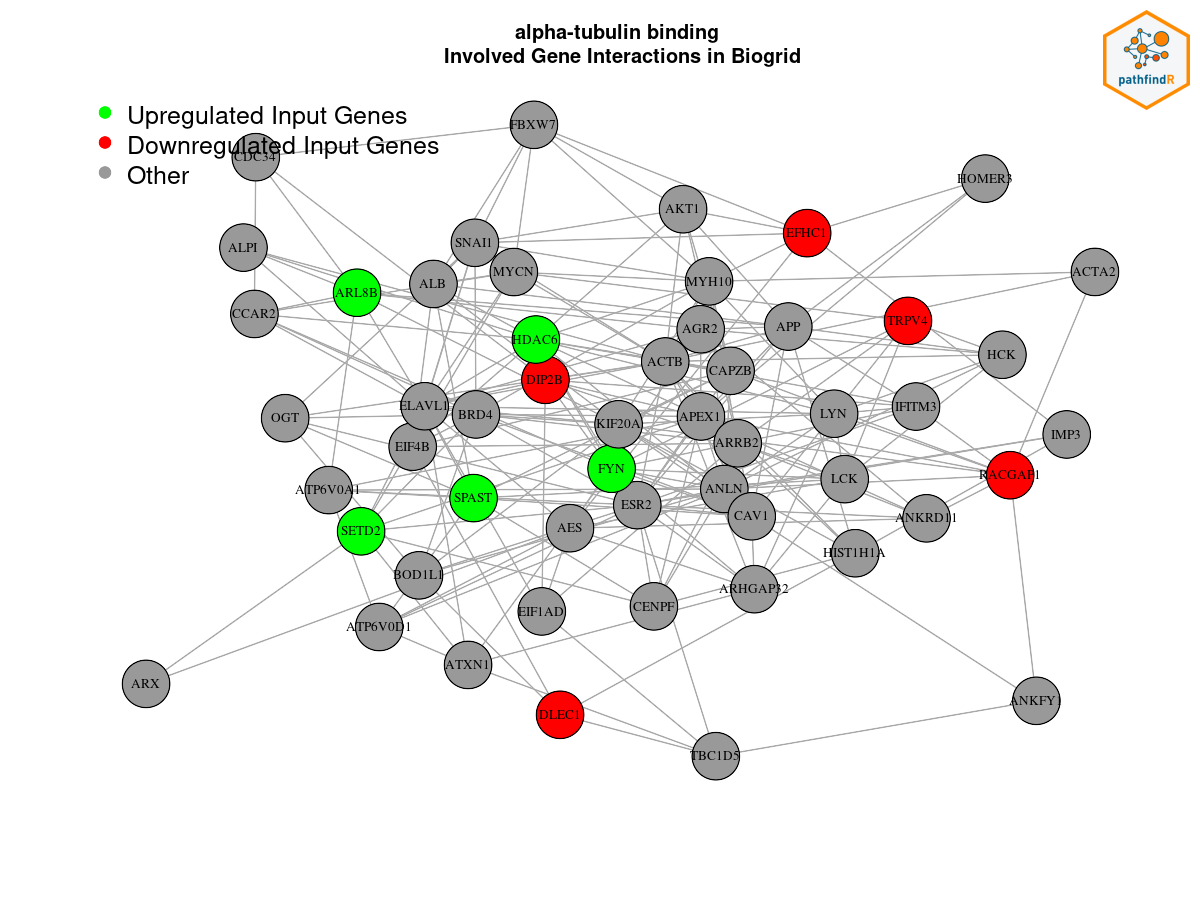 alpha-tubulin binding
Involved Gene Interactions in Biogrid
pathfindR
Upregulated Input Genes
Downregulated Input Genes
Other
FBXW7
CDC34
HOMER3
AKT1
EFHC1
SNAI1
ALPI
MYCN
ACTA2
MYH10
ALB
ARL8B
CCAR2
TRPV4
APP
AGR2
HDAC6
HCK
ACTB
CAPZB
DIP2B
ELAVL1
IFITM3
BRD4
LYN
APEX1
OGT
KIF20A
IMP3
ARRB2
EIF4B
FYN
RACGAP1
LCK
ANLN
ATP6V0A1
SPAST
ESR2
CAV1
ANKRD11
AES
SETD2
HIST1H1A
BOD1L1
ARHGAP32
CENPF
EIF1AD
ATP6V0D1
ATXN1
ARX
ANKFY1
DLEC1
TBC1D5